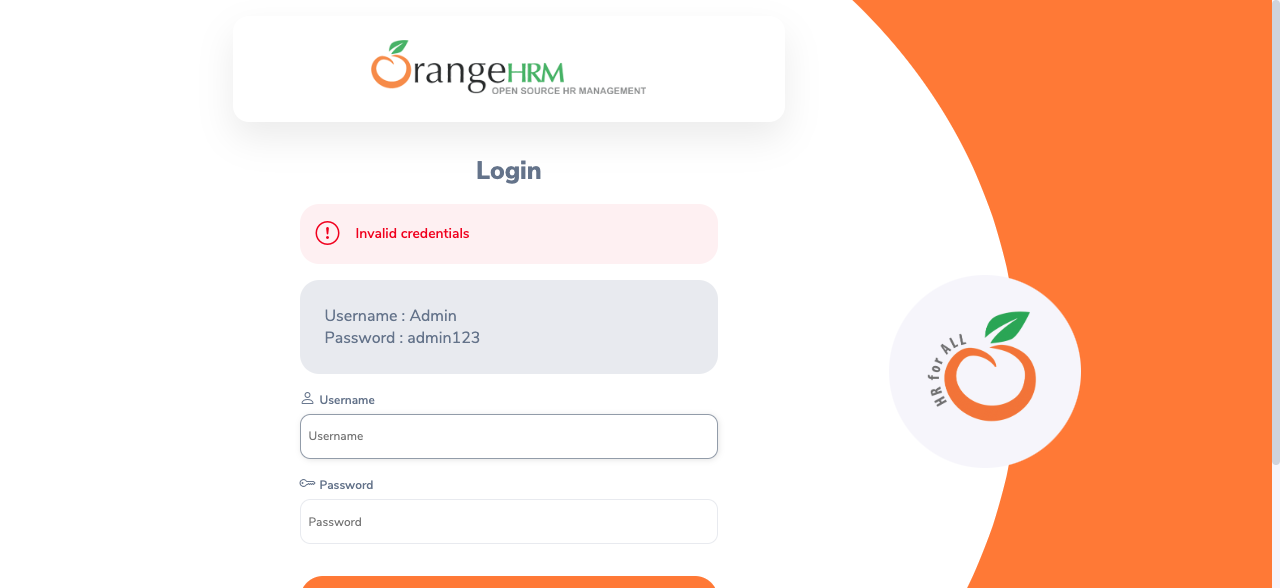 OrangeHRM
OPEN SOURCE HR MANAGEMENT
Login
Invalid credentials
Username : Admin
Password : admin123
Username
Username
Password
Password
HR for ALL